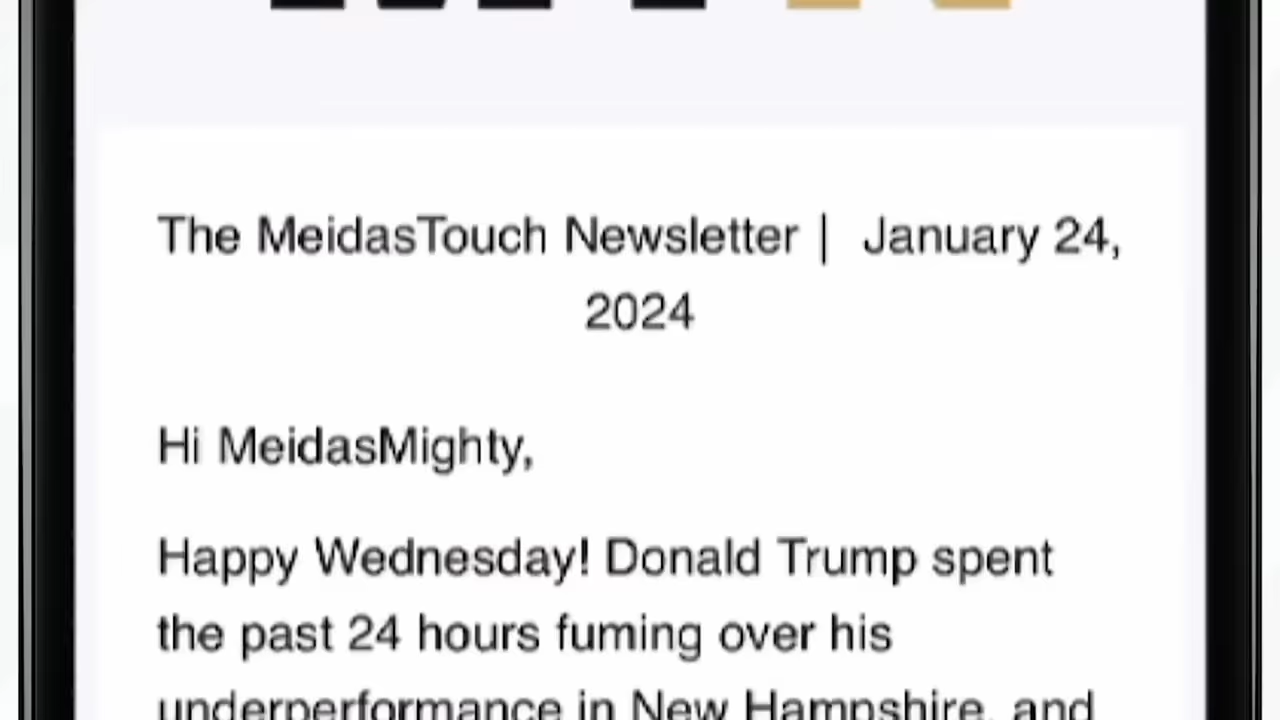 The MeidasTouch Newsletter | January 24,
2024
Hi MeidasMighty,
Happy Wednesday! Donald Trump spent
the past 24 hours fuming over his
underperformance in New Hampshire, and